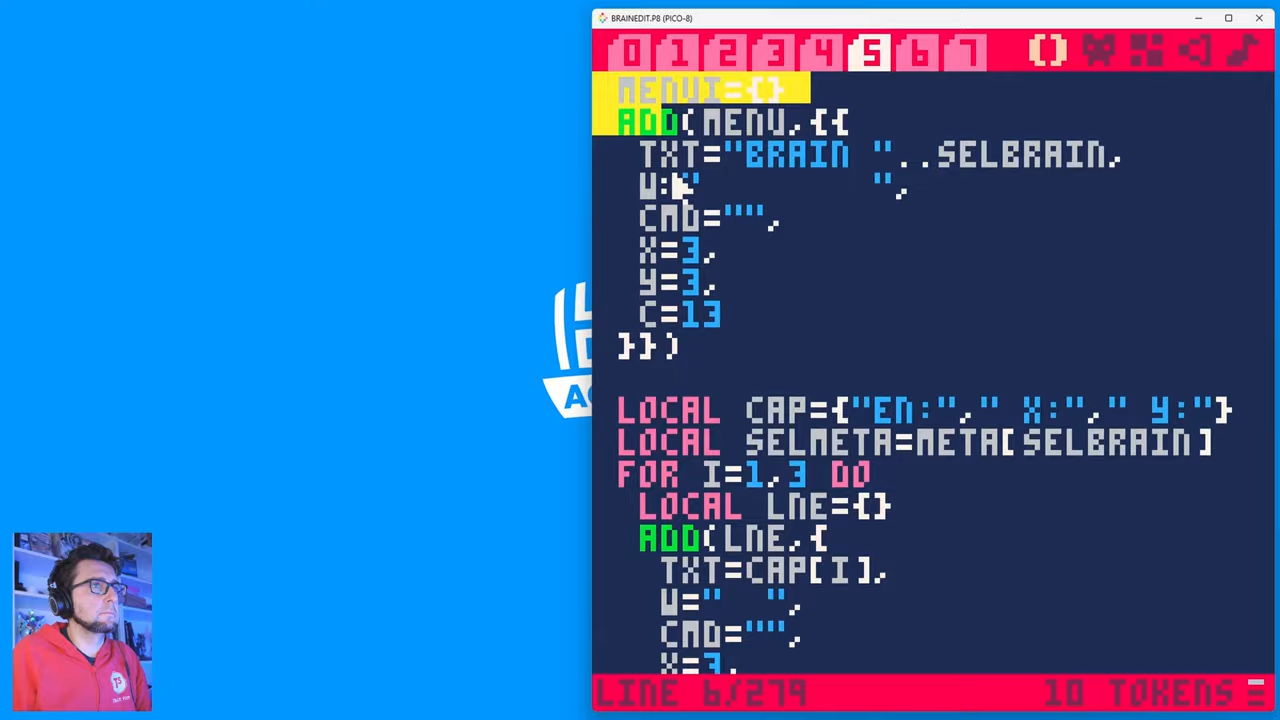 BRAINEDIT.P8 (PICO-8)
0 1 2 3 4 5 6 7
MENUI={}
ADD(MENU,{{
TXT="BRAIN "..SELBRAIN,
W:" ",
CMD="",
X=3,
Y=3,
C=13
}})
LOCAL CAP={"EN:"," X:"," Y:"}
LOCAL SELMETA=META[SELBRAIN]
FOR I=1,3 DO
LOCAL LNE={}
ADD(LNE,{
TXT=CAP[I],
W=" ",
CMD="",
X=3,
LINE 6/279
10 TOKENS